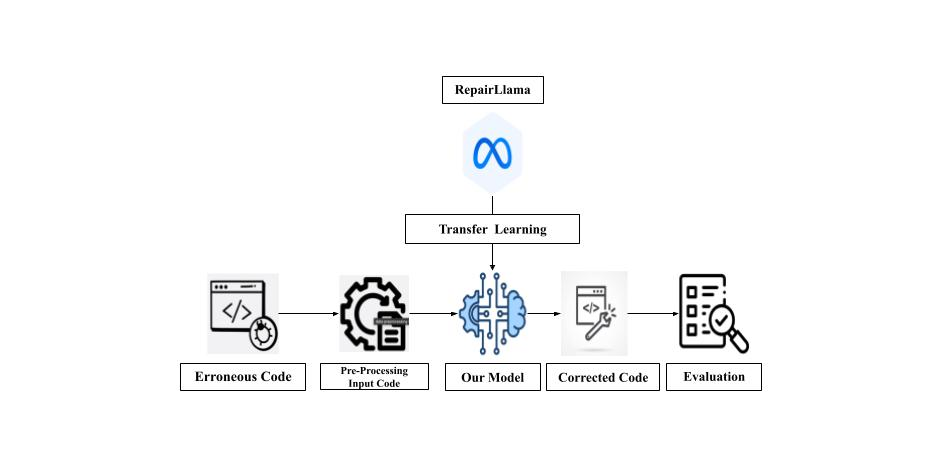 RepairLlama
Transfer Learning
</>
</>
Erroneous Code
Pre-Processing
Input Code
Our Model
Corrected Code
Evaluation